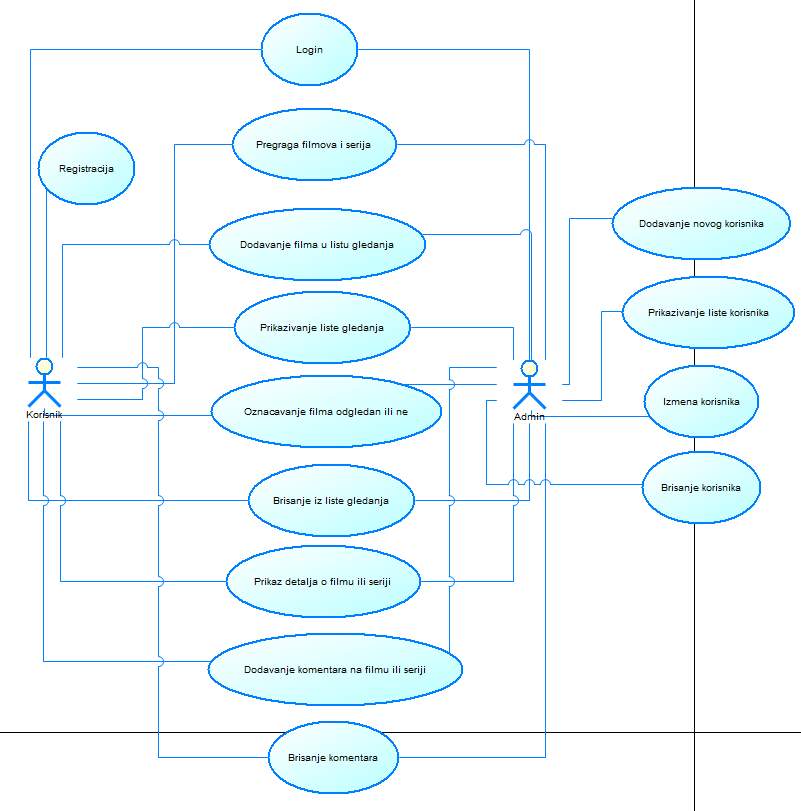 Login
Pregraga filmova i serija
Registracija
Dodavanje novog korisnika
Dodavanje filma u listu gledanja
Prikazivanje liste korisnika
Prikazivanje liste gledanja
Izmena korisnika
Oznacavanje filma odgledan ili ne
Korisnik
Admin
Brisanje korisnika
Brisanje iz liste gledanja
Prikaz detalja o filmu ili seriji
Dodavanje komentara na filmu ili seriji
Brisanje komentara